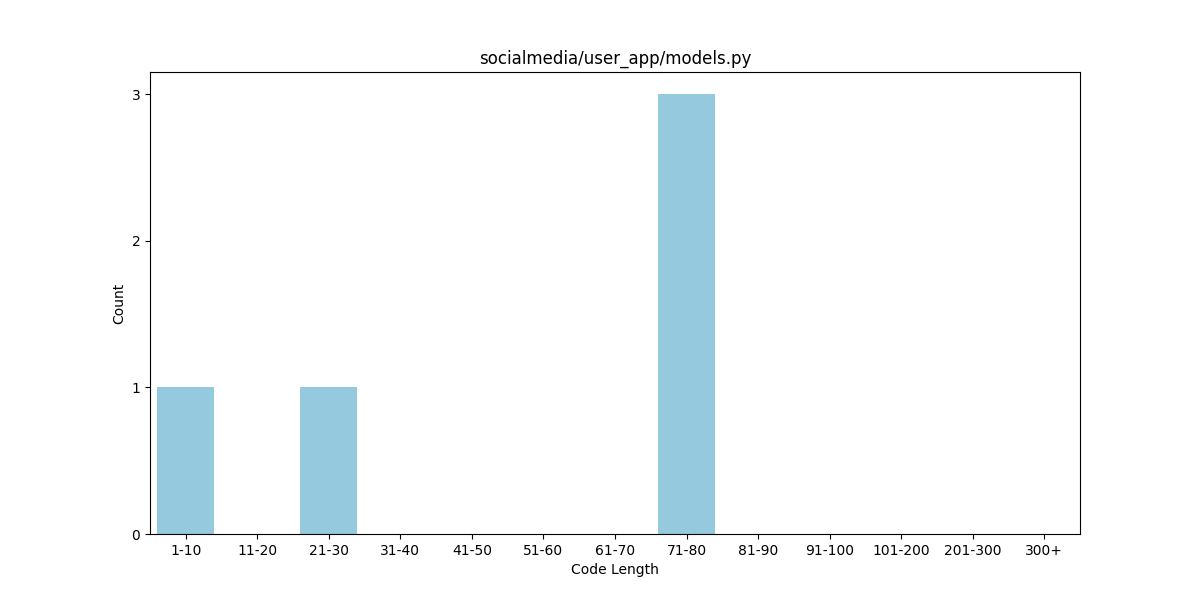 socialmedia/user_app/models.py
3
2
1
0
Count
1-10 11-20 21-30 31-40 41-50 51-60 61-70 71-80 81-90 91-100 101-200 201-300 300+
Code Length